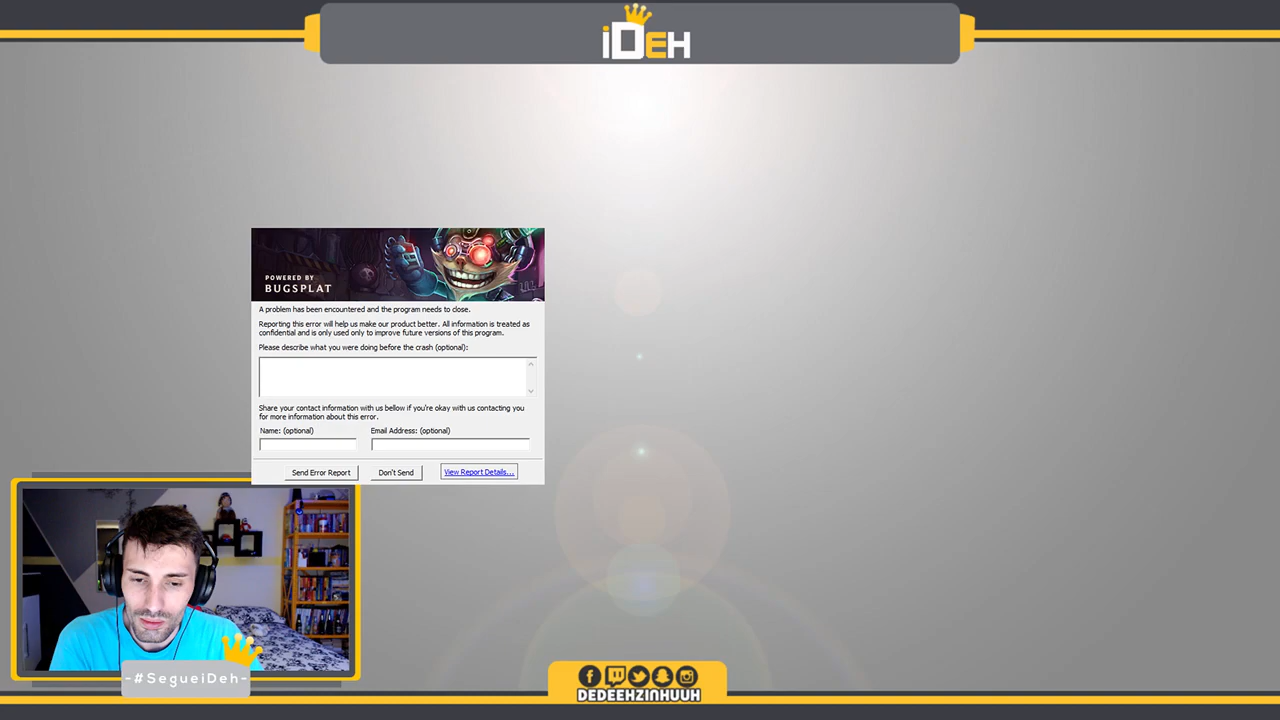 iDEH
POWERED BY
BUGSPLAT
A problem has been encountered and the program needs to close.
Reporting this error will help us make our product better. All information is treated as
confidential and is only used only to improve future versions of this program.
Please describe what you were doing before the crash (optional):
Share your contact information with us bellow if you're okay with us contacting you
for more information about this error.
Name: (optional) Email Address: (optional)
Send Error Report Don't Send View Report Details...
-#SegueiDeh-
DEDEEHZINHUUH